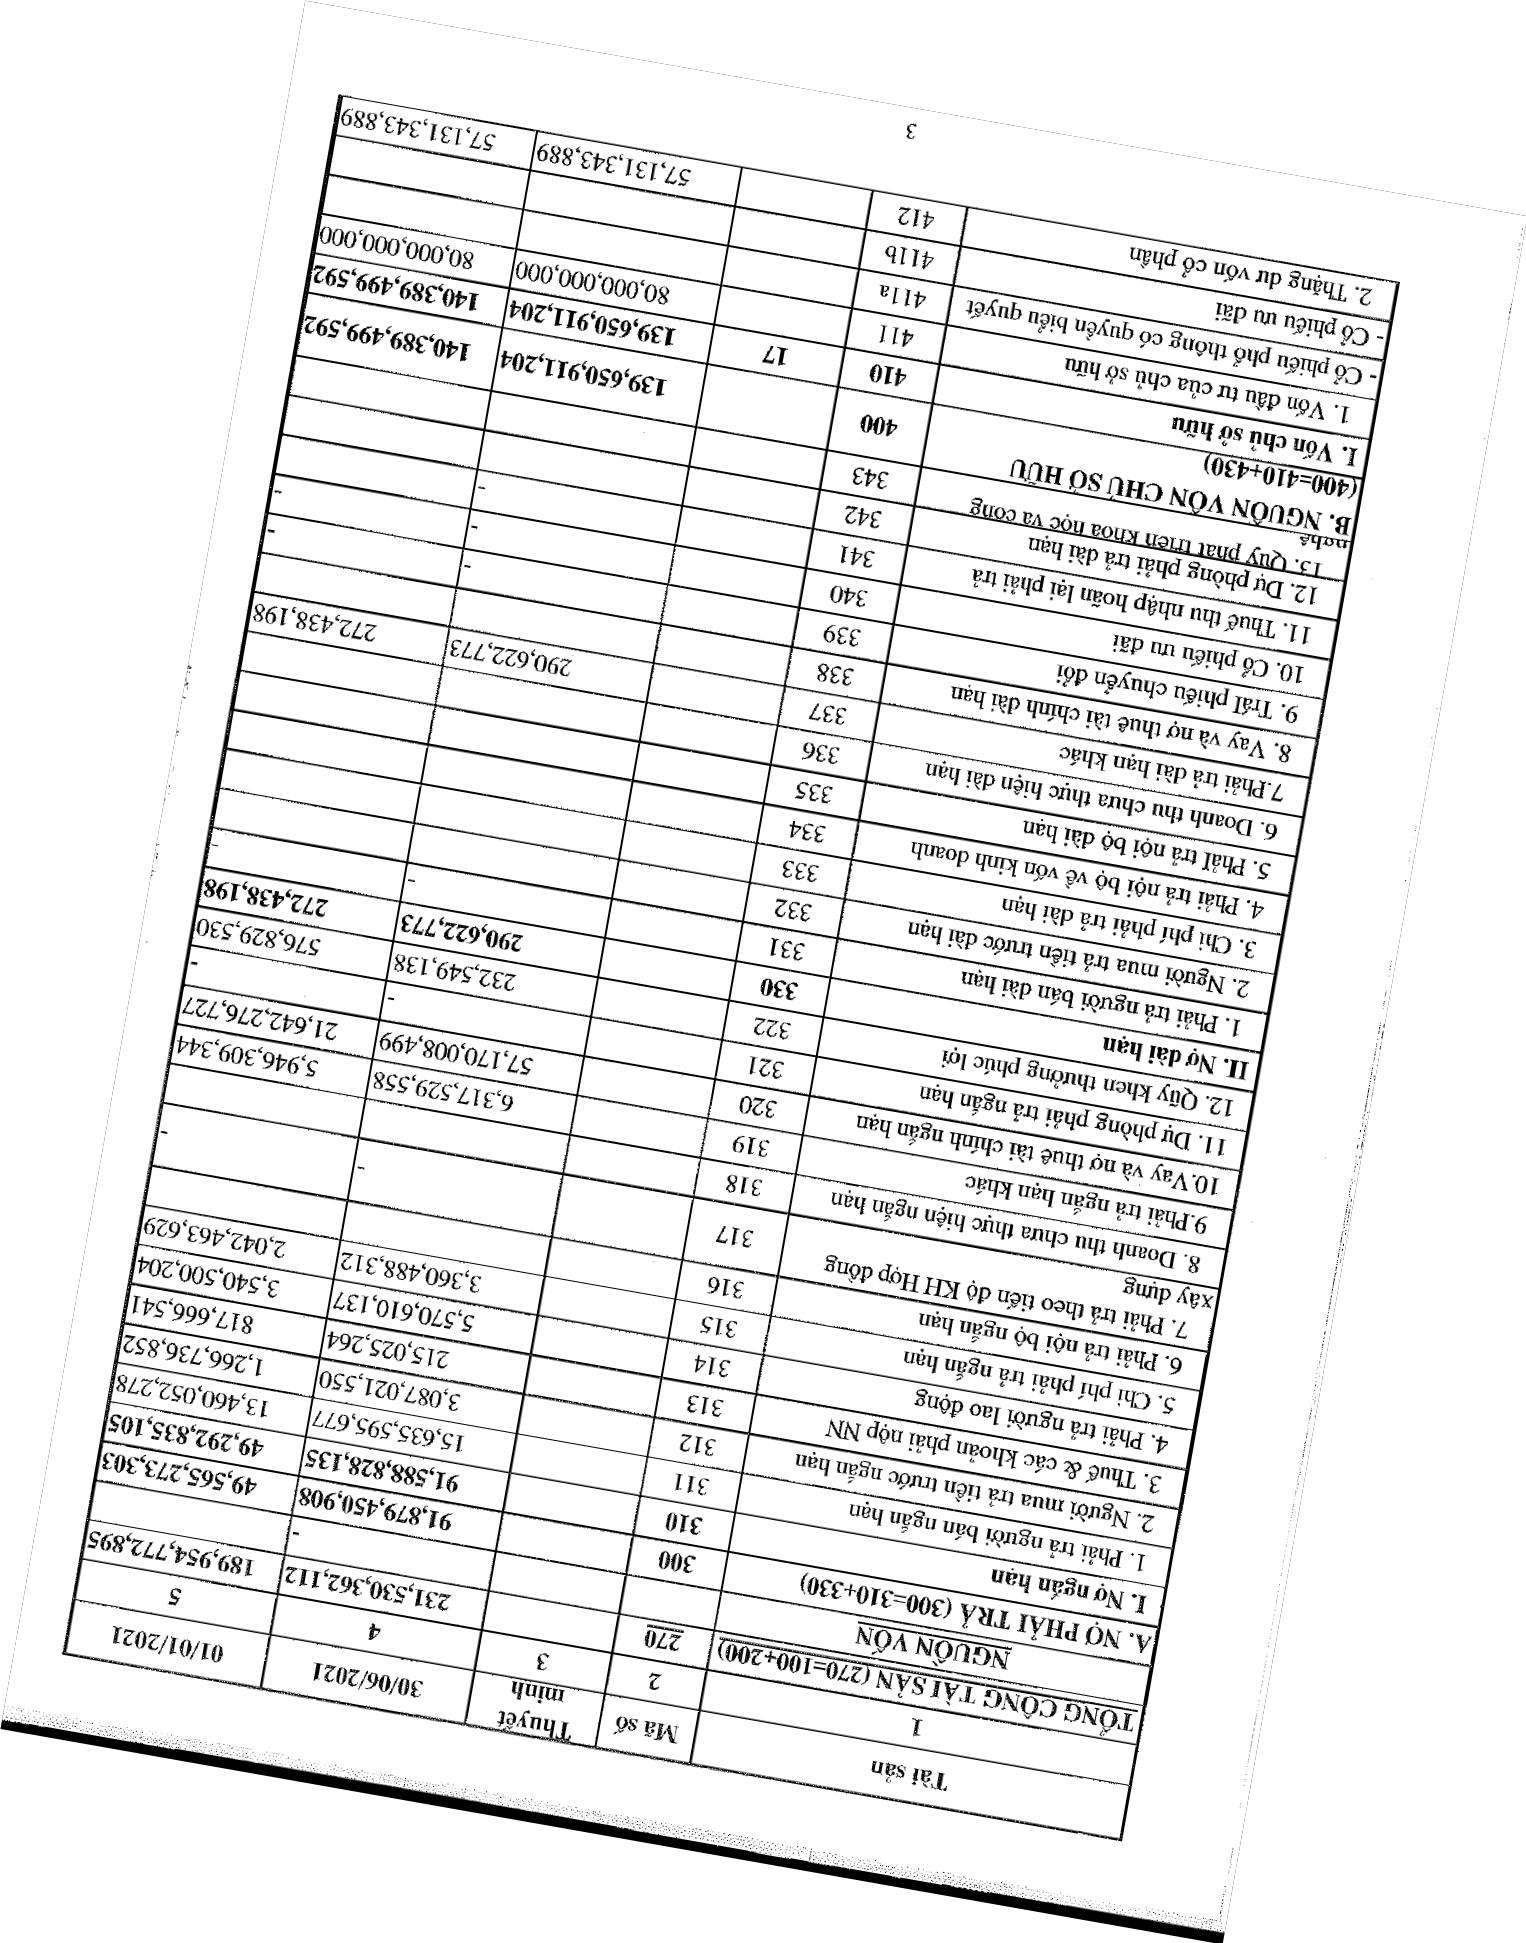 Tài sản Mã số Thuyết minh 30/06/2021 01/01/2021
1 2 3 4 5
TỔNG CỘNG TÀI SẢN (270=100+200) 270 231,530,362,112 189,954,772,895
NGUỒN VỐN -
A. NỢ PHẢI TRẢ (300=310+330) 300 91,879,450,908 49,565,273,303
I. Nợ ngắn hạn 310 91,588,828,135 49,292,835,105
1. Phải trả người bán ngắn hạn 311 15,635,595,677 13,460,052,278
2. Người mua trả tiền trước ngắn hạn 312 3,087,021,550 1,266,736,852
3. Thuế & các khoản phải nộp NN 313 215,025,264 817,666,541
4. Phải trả người lao động 314 5,570,610,137 3,540,500,204
5. Chi phí phải trả ngắn hạn 315 3,360,488,312 2,042,463,629
6. Phải trả nội bộ ngắn hạn 316
7. Phải trả theo tiến độ KH Hợp đồng
xây dựng 317 - -
8. Doanh thu chưa thực hiện ngắn hạn 318
9.Phải trả ngắn hạn khác 319 6,317,529,558 5,946,309,344
10.Vay và nợ thuê tài chính ngắn hạn 320 57,170,008,499 21,642,276,727
11. Dự phòng phải trả ngắn hạn 321 - -
12. Qũy khen thưởng phúc lợi 322 232,549,138 576,829,530
II. Nợ dài hạn 330 290,622,773 272,438,198
1. Phải trả người bán dài hạn 331 - -
2. Người mua trả tiền trước dài hạn 332
3. Chi phí phải trả dài hạn 333
4. Phải trả nội bộ về vốn kinh doanh 334
5. PhảI trả nội bộ dài hạn 335
6. Doanh thu chưa thực hiện dài hạn 336
7.Phải trả dài hạn khác 337 290,622,773 272,438,198
8. Vay và nợ thuê tài chính dài hạn 338
9. TráI phiếu chuyển đổi 339
10. Cổ phiếu ưu đãi 340 - -
11. Thuế thu nhập hoãn lại phải trả 341 - -
12. Dự phòng phải trả dài hạn 342 -
13. Quỹ phát triển khoa học và công
nghệ 343
B. NGUỒN VỐN CHỦ SỞ HỮU
(400=410+430) 400 139,650,911,204 140,389,499,592
I. Vốn chủ sở hữu 410 17 139,650,911,204 140,389,499,592
1. Vốn đầu tư của chủ sở hữu 411 80,000,000,000 80,000,000,000
- Cổ phiếu phổ thông có quyền biểu quyết 411a
- Cổ phiếu ưu đãi 411b
2. Thặng dư vốn cổ phần 412 57,131,343,889 57,131,343,889
3